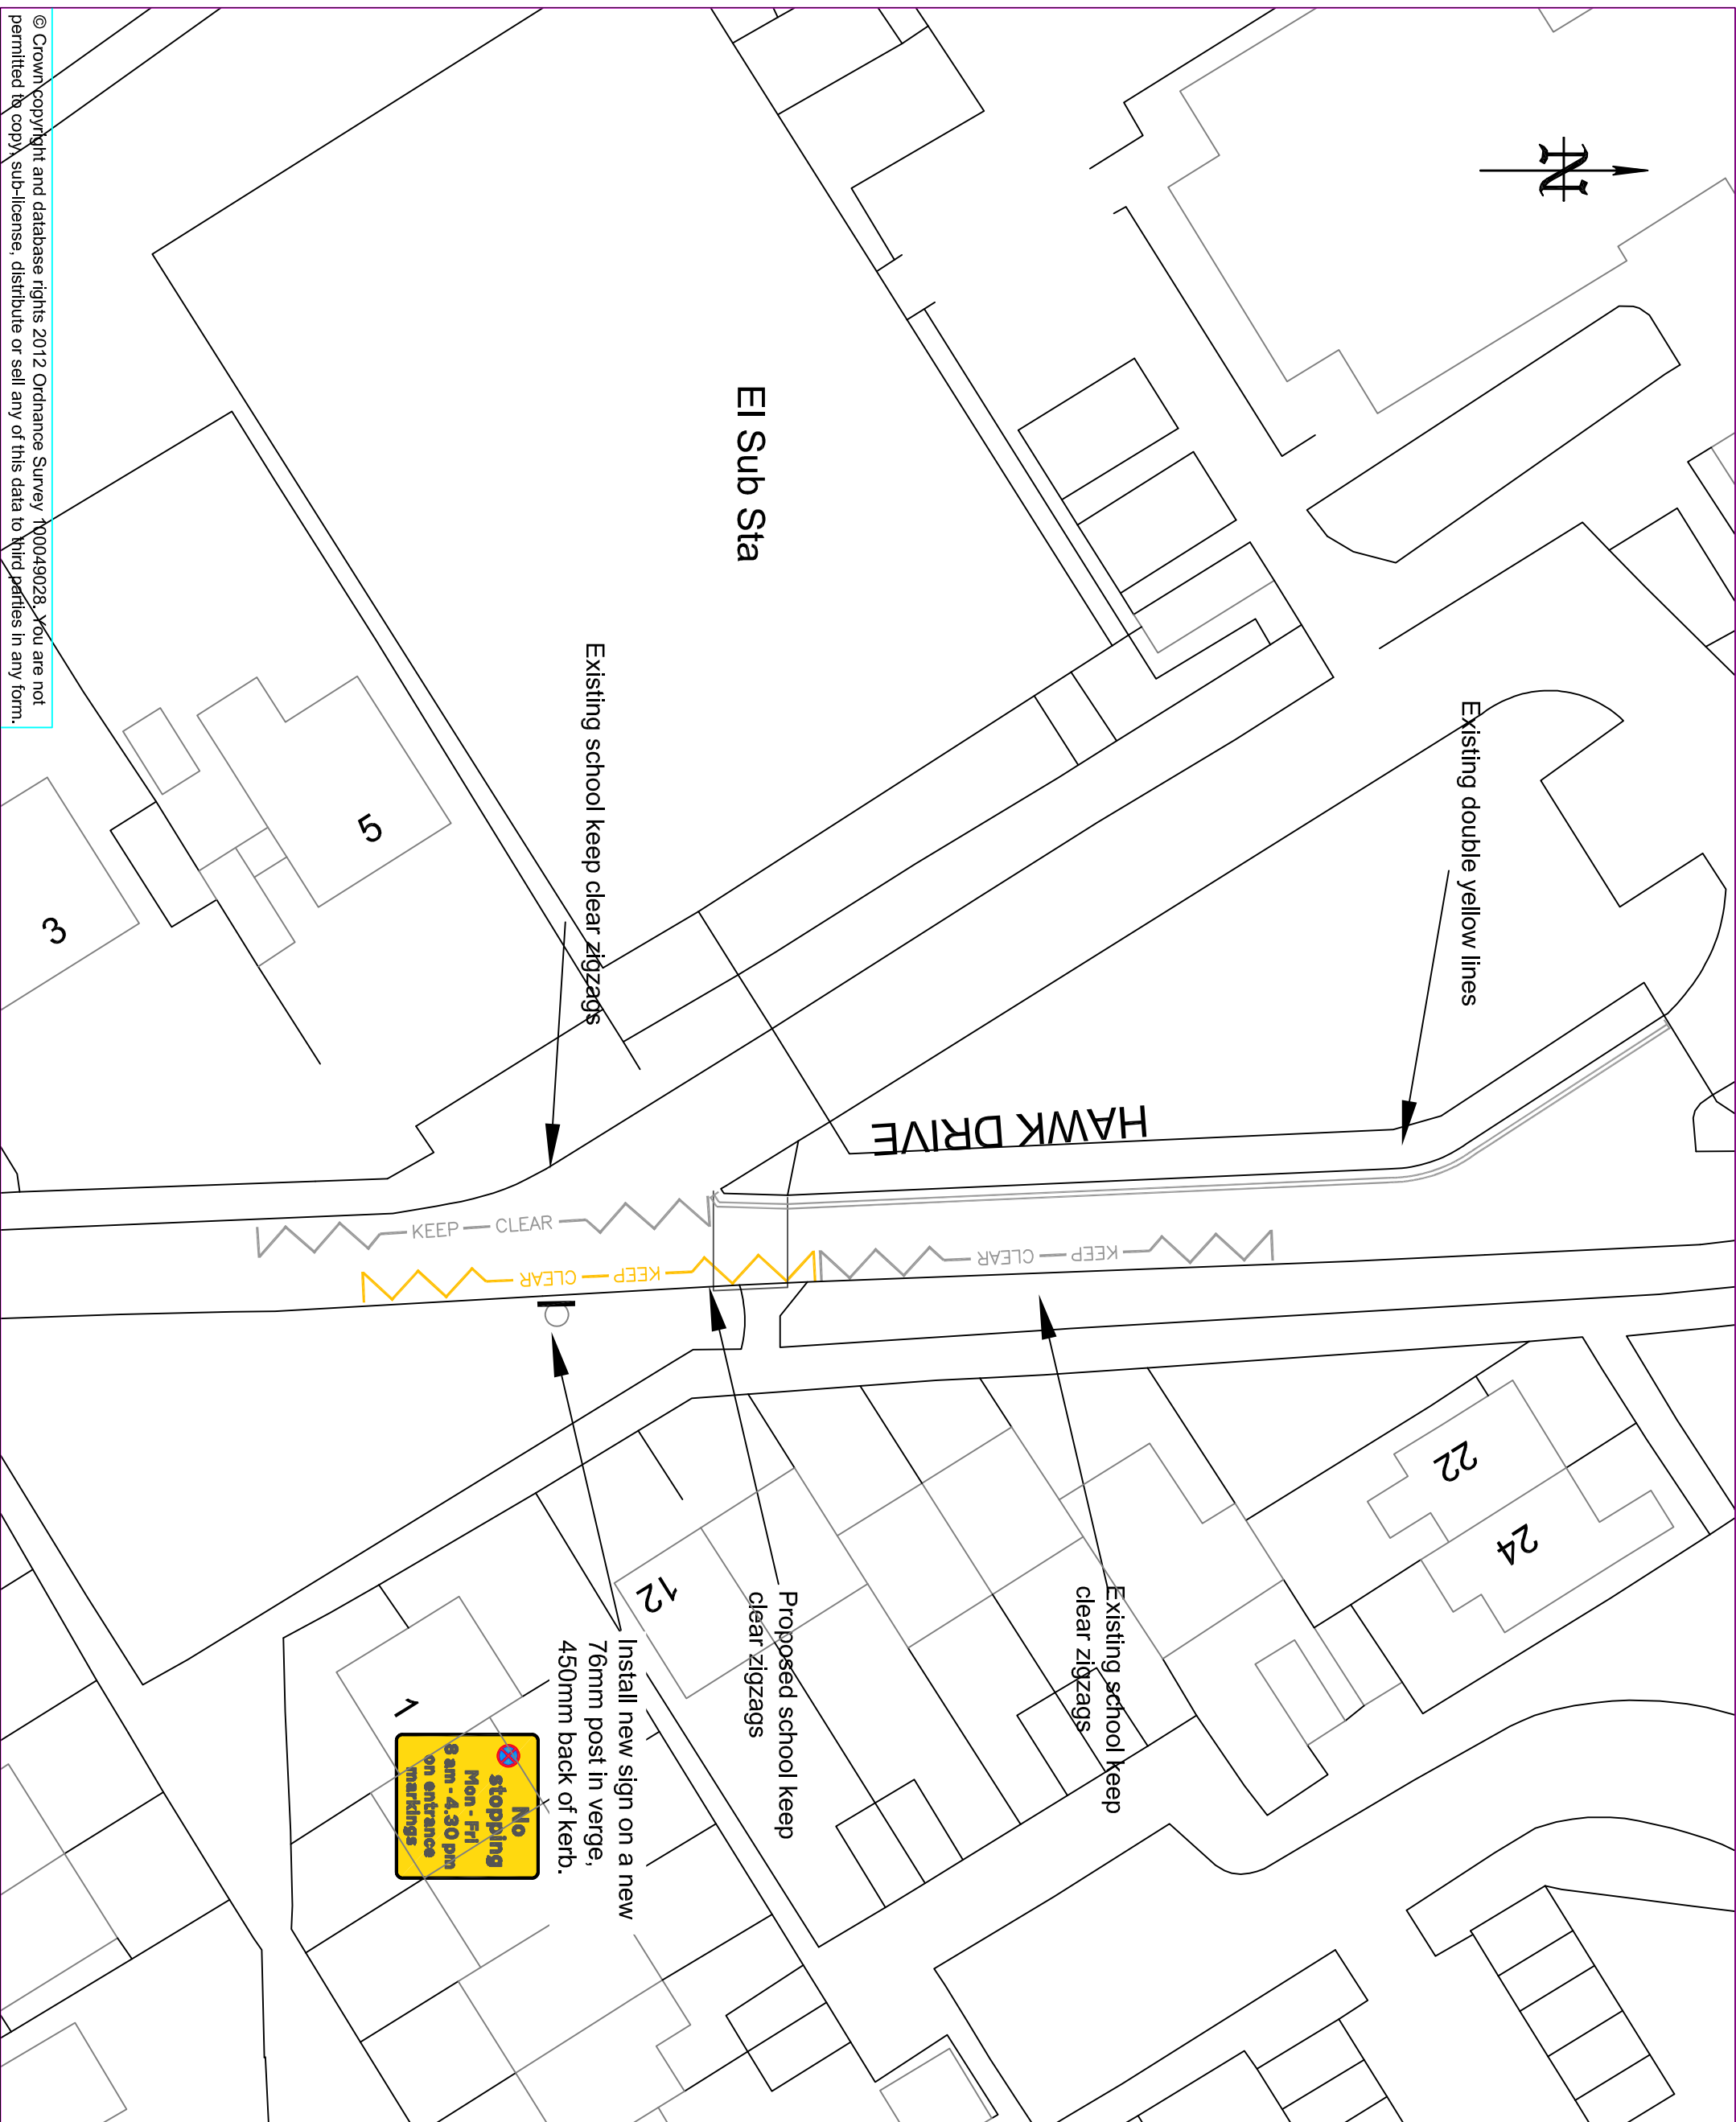 N
Existing double yellow lines
HAWK DRIVE
El Sub Sta
Existing school keep clear zigzags
KEEP CLEAR
KEEP CLEAR
KEEP CLEAR
5
3
22
24
12
1
Existing school keep
clear zigzags
Proposed school keep
clear zigzags
Install new sign on a new
76mm post in verge,
450mm back of kerb.
No
stopping
Mon - Fri
8 am - 4.30 pm
on entrance
markings
© Crown copyright and database rights 2012 Ordnance Survey 100049028. You are not
permitted to copy, sub-license, distribute or sell any of this data to third parties in any form.